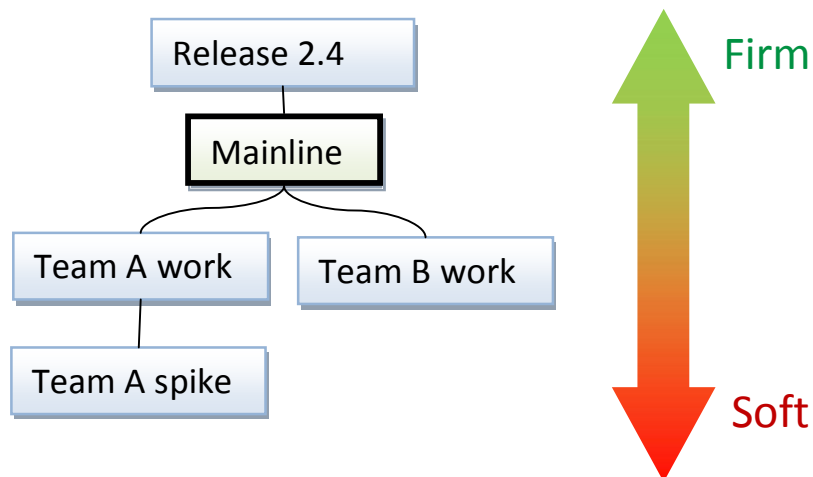 Release 2.4
Firm
Mainline
Team A work
Team B work
Team A spike
Soft